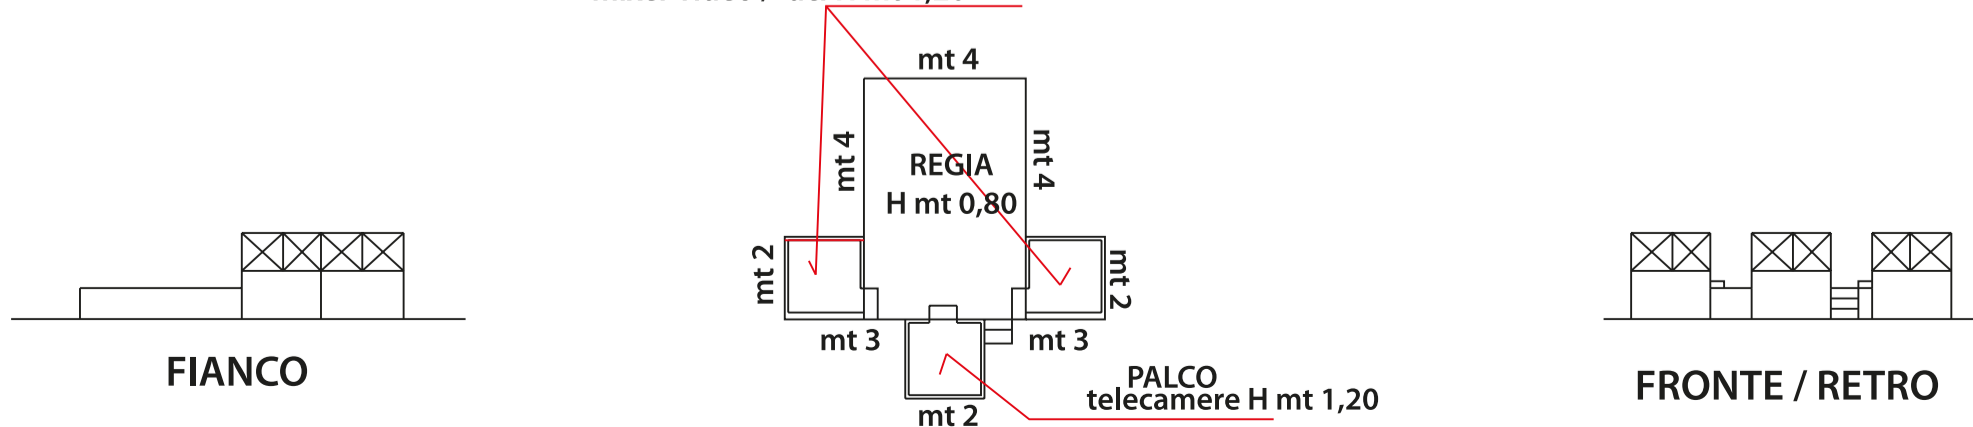 mt 4
mt 4
mt 4
REGIA
H mt 0,80
mt 2
mt 2
mt 3
mt 3
mt 2
PALCO
telecamere H mt 1,20
FIANCO
FRONTE / RETRO